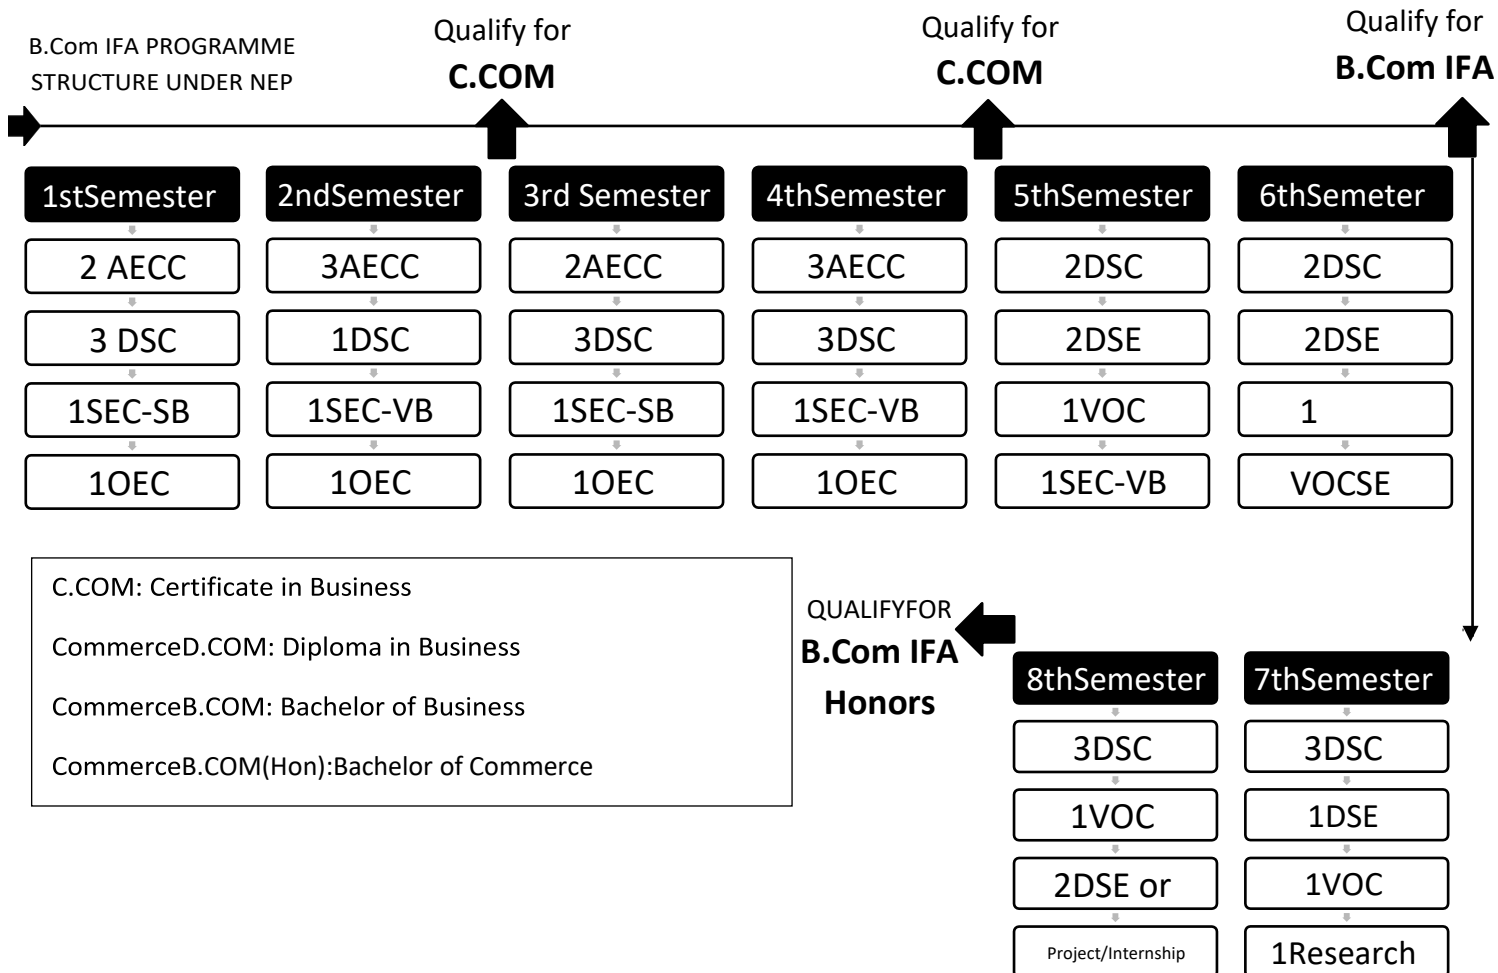 B.Com IFA PROGRAMME
STRUCTURE UNDER NEP
Qualify for
C.COM
Qualify for
C.COM
Qualify for
B.Com IFA
1stSemester
2 AECC
3 DSC
1SEC-SB
1OEC
2ndSemester
3AECC
1DSC
1SEC-VB
1OEC
3rd Semester
2AECC
3DSC
1SEC-SB
1OEC
4thSemester
3AECC
3DSC
1SEC-VB
1OEC
5thSemester
2DSC
2DSE
1VOC
1SEC-VB
6thSemeter
2DSC
2DSE
1
VOCSE
C.COM: Certificate in Business
CommerceD.COM: Diploma in Business
CommerceB.COM: Bachelor of Business
CommerceB.COM(Hon):Bachelor of Commerce
QUALIFYFOR
B.Com IFA
Honors
8thSemester
3DSC
1VOC
2DSE or
Project/Internship
7thSemester
3DSC
1DSE
1VOC
1Research